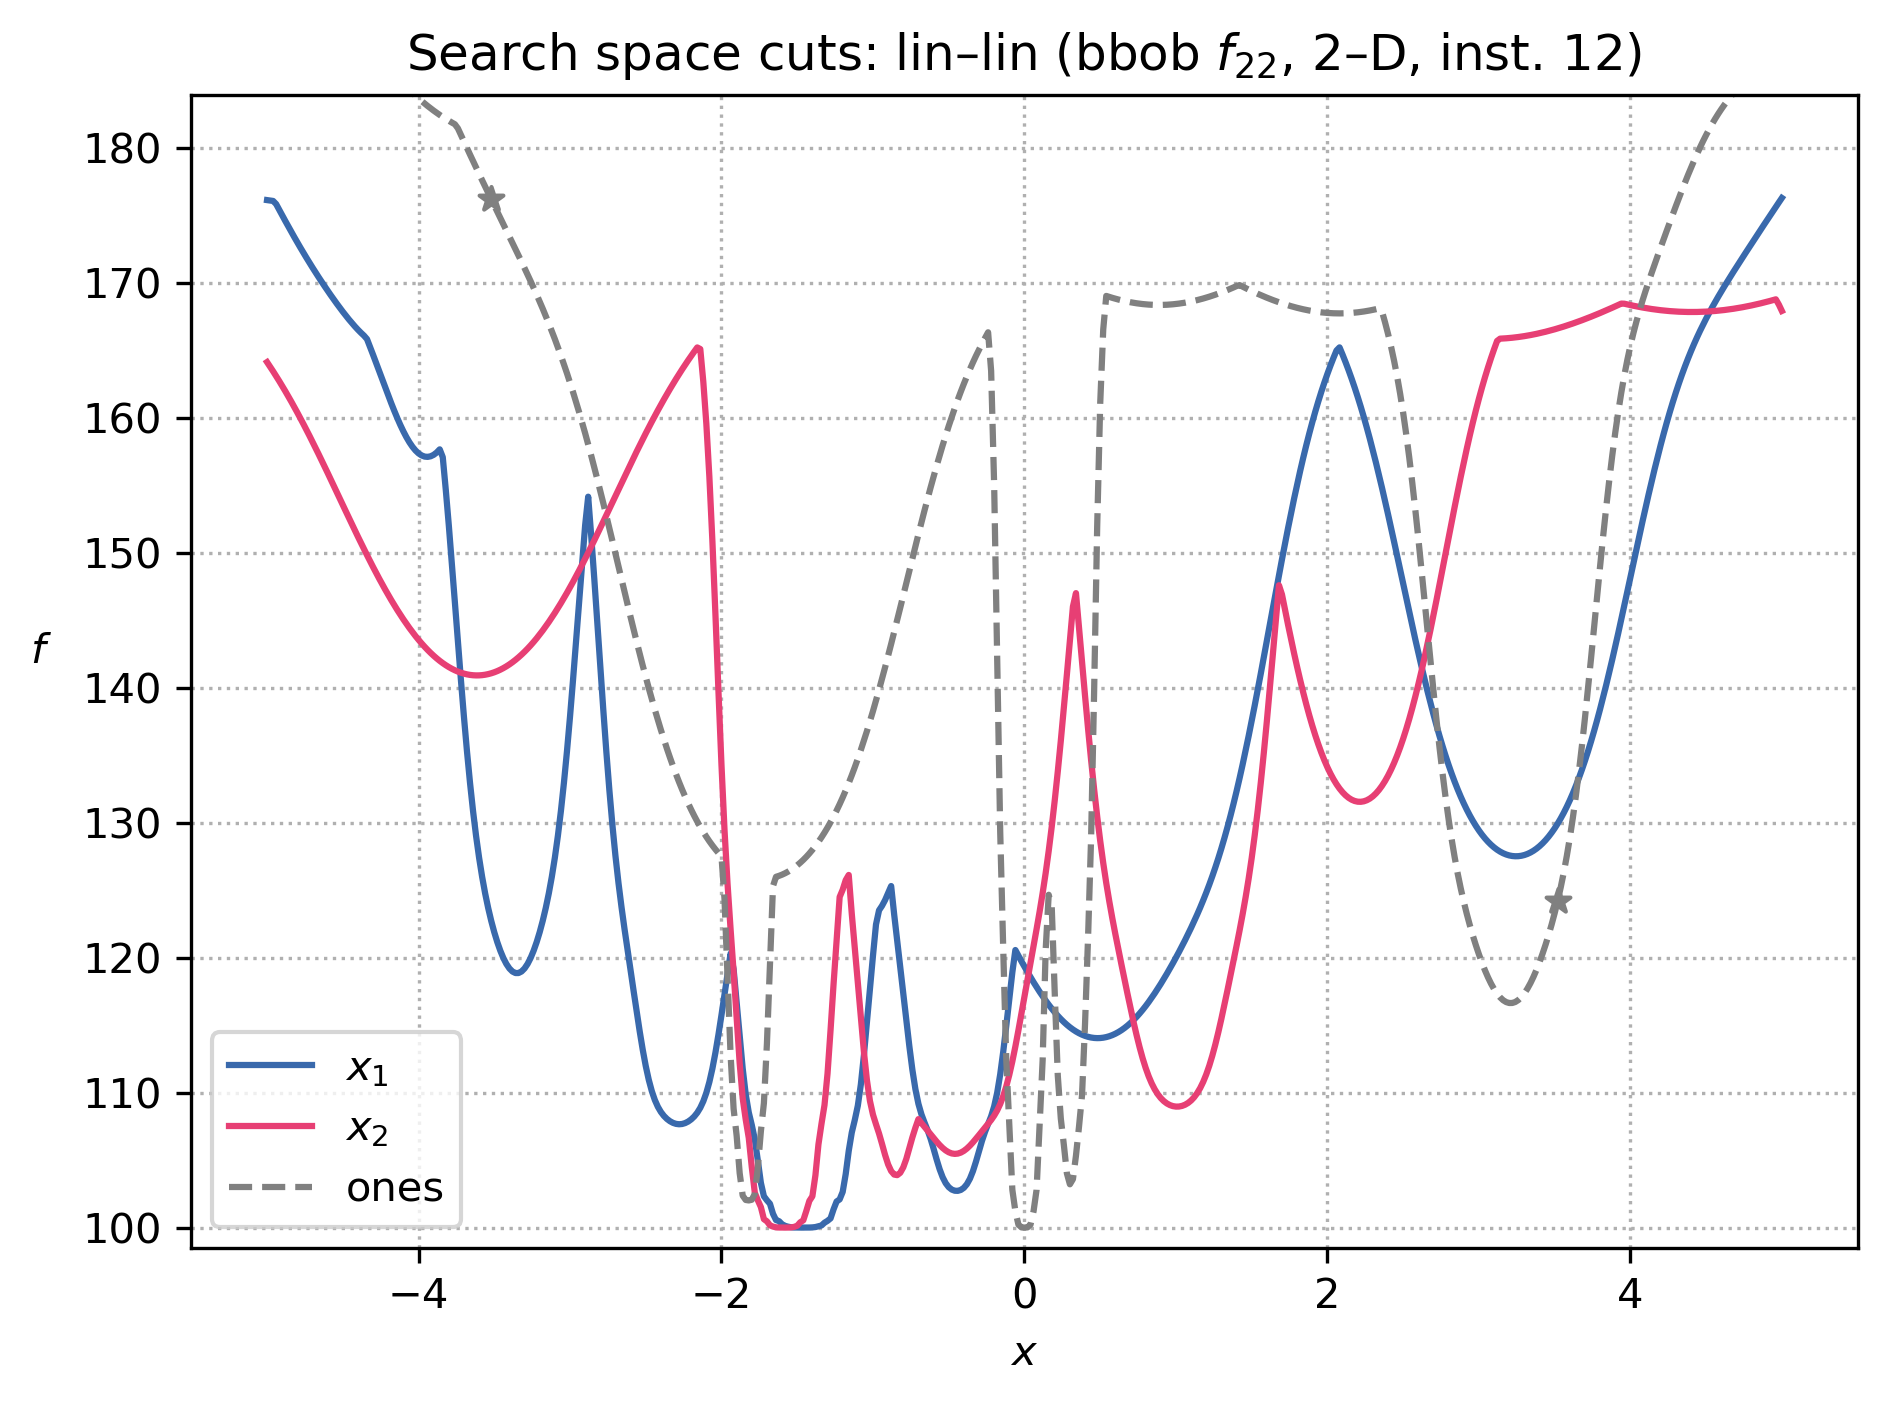 Search space cuts: lin–lin (bbob f₂₂, 2–D, inst. 12)
180
170
160
150
140
130
120
110
100
f
x₁
x₂
ones
−4 −2 0 2 4
x